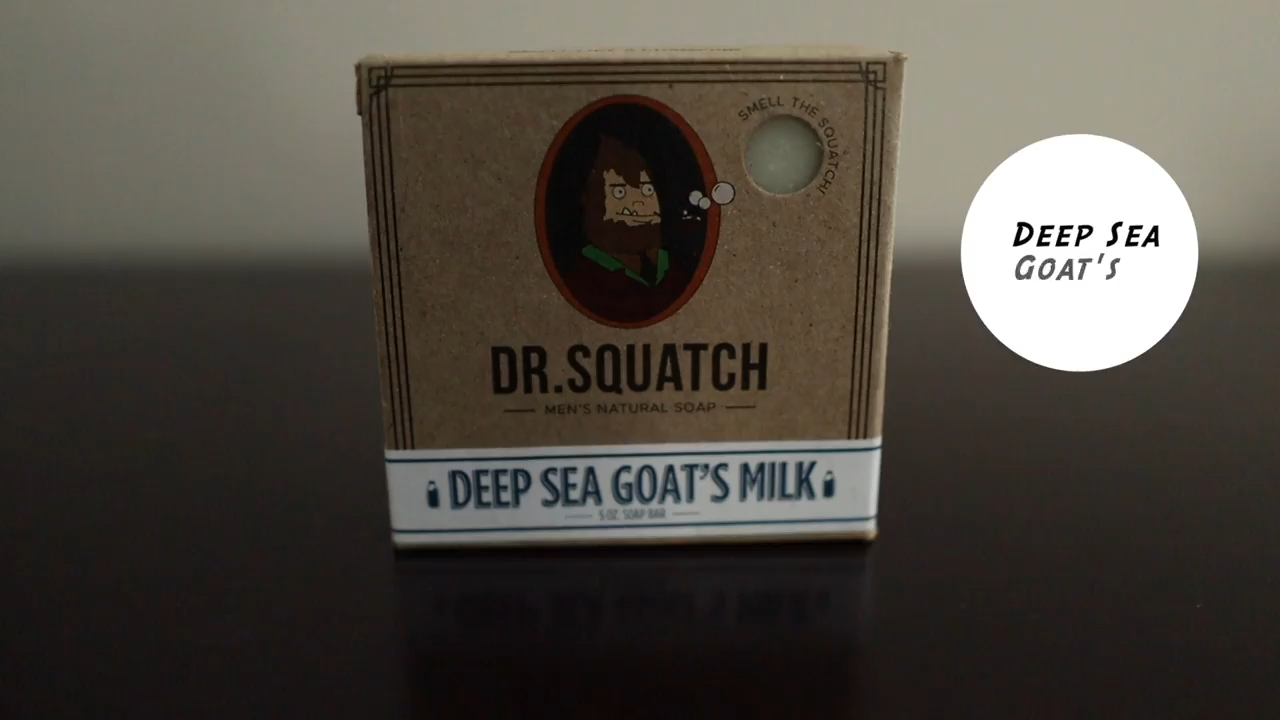 SMELL THE SQUATCH!
DR.SQUATCH
MEN'S NATURAL SOAP
DEEP SEA GOAT'S MILK
5 OZ. SOAP BAR
DEEP SEA
GOAT'S